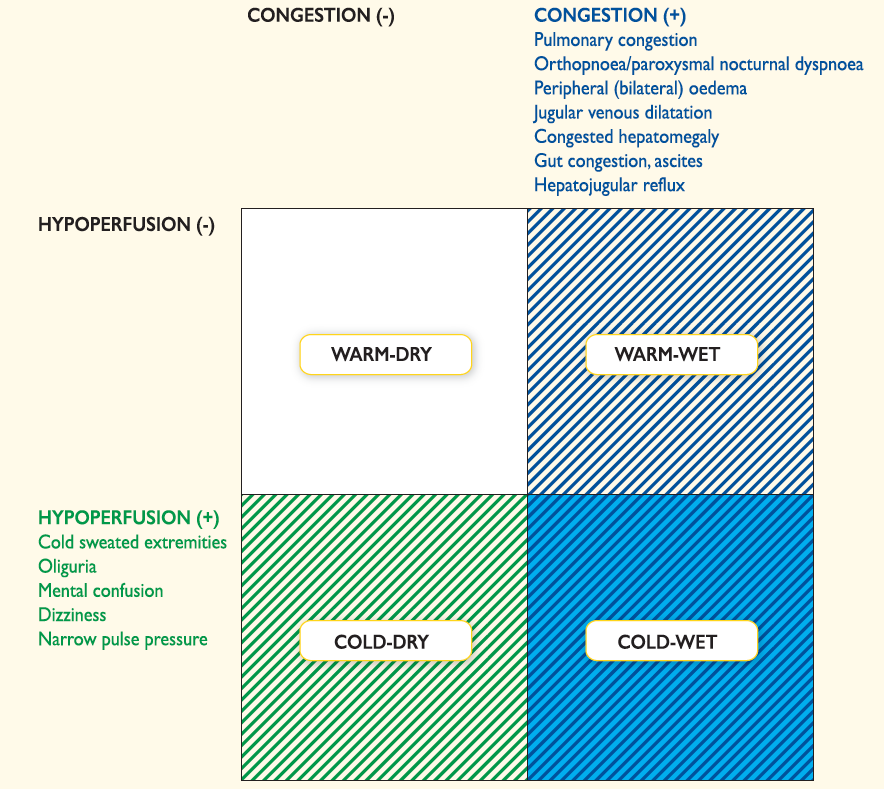 CONGESTION (-)
CONGESTION (+)
Pulmonary congestion
Orthopnoea/paroxysmal nocturnal dyspnoea
Peripheral (bilateral) oedema
Jugular venous dilatation
Congested hepatomegaly
Gut congestion, ascites
Hepatojugular reflux
HYPOPERFUSION (-)
WARM-DRY
WARM-WET
HYPOPERFUSION (+)
Cold sweated extremities
Oliguria
Mental confusion
Dizziness
Narrow pulse pressure
COLD-DRY
COLD-WET